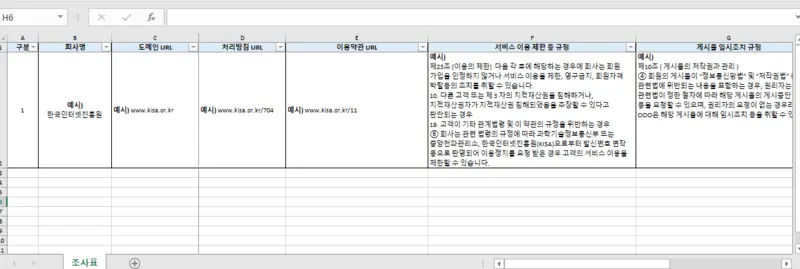 H6
fx
A B C D E F G
구분 회사명 도메인 URL 처리방침 URL 이용약관 URL 서비스 이용 제한 등 규정 게시물 임시조치 규정
1
예시)
한국인터넷진흥원
예시) www.kisa.or.kr
예시) www.kisa.or.kr/704
예시) www.kisa.or.kr/11
예시)
제23조 (이용의 제한) 다음 각 호에 해당하는 경우에 회사는 회원
가입을 인정하지 않거나 서비스 이용을 제한, 영구금지, 회원자격
박탈등의 조치를 취할 수 있습니다.
10. 다른 고객 또는 제 3 자의 지적재산권을 침해하거나,
지적재산권자가 지적재산권 침해되었음을 주장할 수 있다고
판단되는 경우
19. 고객이 기타 관계법령 및 이 약관의 규정을 위반하는 경우
⑤ 회사는 관련 법령의 규정에 따라 과학기술정보통신부 또는
중앙전파관리소, 한국인터넷진흥원(KISA)으로부터 발신번호 변작
등으로 판명되어 이용정지를 요청 받은 경우 고객의 서비스 이용을
제한할 수 있습니다.
예시)
제10조 ( 게시물의 저작권과 관리 )
④ 회원의 게시물이 "정보통신망법" 및 "저작권법"
관련법에 위반되는 내용을 포함하는 경우, 권리자는
관련법이 정한 절차에 따라 해당 게시물의 게시중단
등을 요청할 수 있으며, 권리자의 요청이 없는 경우라
OOO은 해당 게시물에 대해 임시조치 등을 취할 수 있
조사표